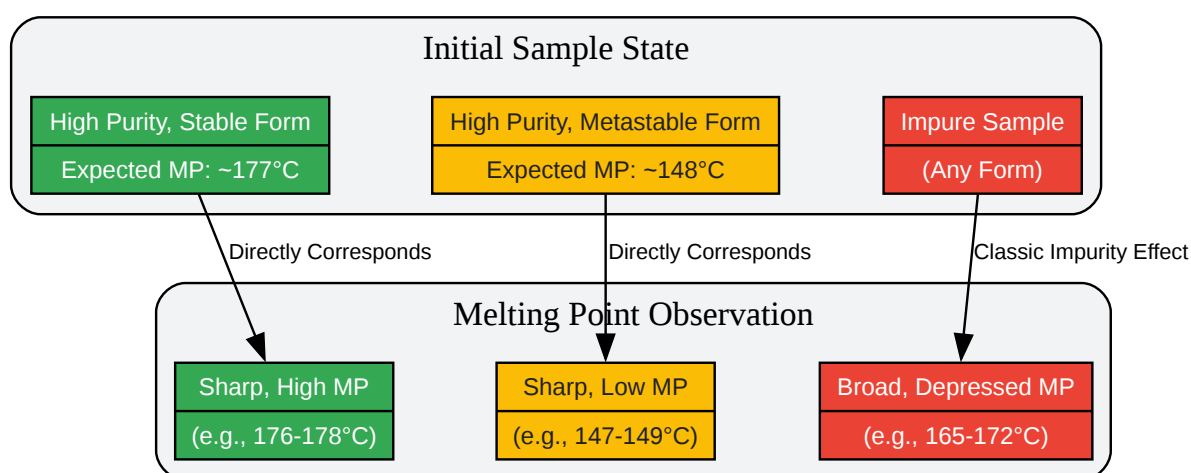 Initial Sample State
High Purity, Stable Form
Expected MP: ~177°C
High Purity, Metastable Form
Expected MP: ~148°C
Impure Sample
(Any Form)
Directly Corresponds
Directly Corresponds
Classic Impurity Effect
Melting Point Observation
Sharp, High MP
(e.g., 176-178°C)
Sharp, Low MP
(e.g., 147-149°C)
Broad, Depressed MP
(e.g., 165-172°C)